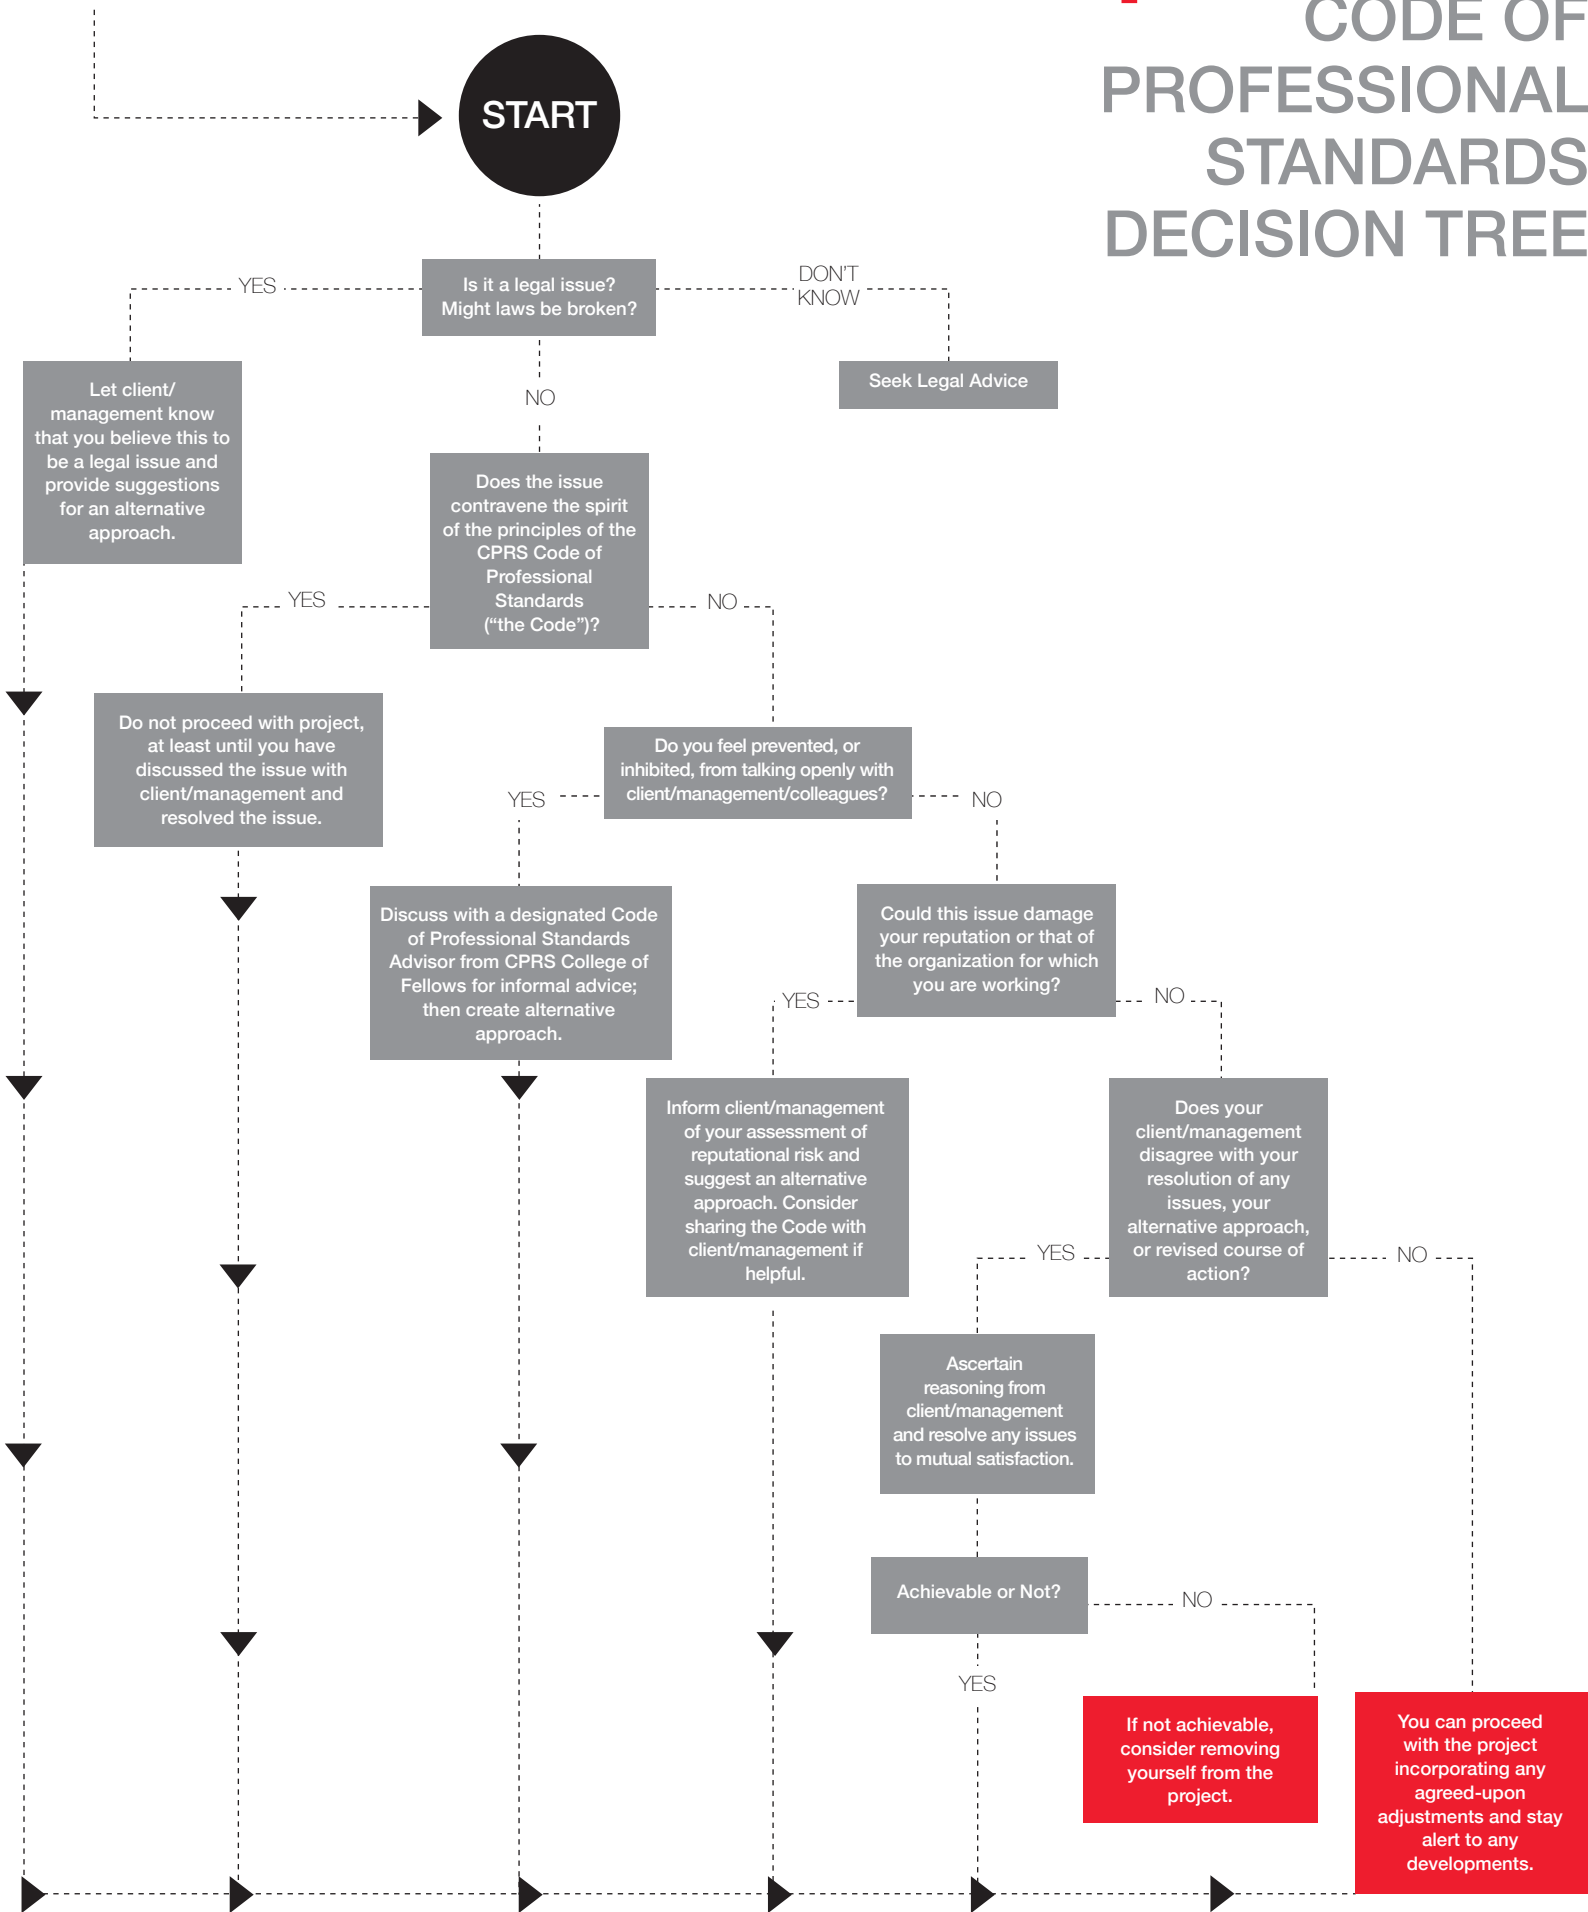 CODE OF
PROFESSIONAL
STANDARDS
DECISION TREE
START
Is it a legal issue?
Might laws be broken?
YES
DON'T
KNOW
NO
Let client/
management know
that you believe this to
be a legal issue and
provide suggestions
for an alternative
approach.
Seek Legal Advice
Does the issue
contravene the spirit
of the principles of the
CPRS Code of
Professional
Standards
(“the Code”)?
YES
NO
Do not proceed with project,
at least until you have
discussed the issue with
client/management and
resolved the issue.
Do you feel prevented, or
inhibited, from talking openly with
client/management/colleagues?
YES
NO
Discuss with a designated Code
of Professional Standards
Advisor from CPRS College of
Fellows for informal advice;
then create alternative
approach.
Could this issue damage
your reputation or that of
the organization for which
you are working?
YES
NO
Inform client/management
of your assessment of
reputational risk and
suggest an alternative
approach. Consider
sharing the Code with
client/management if
helpful.
Does your
client/management
disagree with your
resolution of any
issues, your
alternative approach,
or revised course of
action?
YES
NO
Ascertain
reasoning from
client/management
and resolve any issues
to mutual satisfaction.
Achievable or Not?
NO
YES
If not achievable,
consider removing
yourself from the
project.
You can proceed
with the project
incorporating any
agreed-upon
adjustments and stay
alert to any
developments.